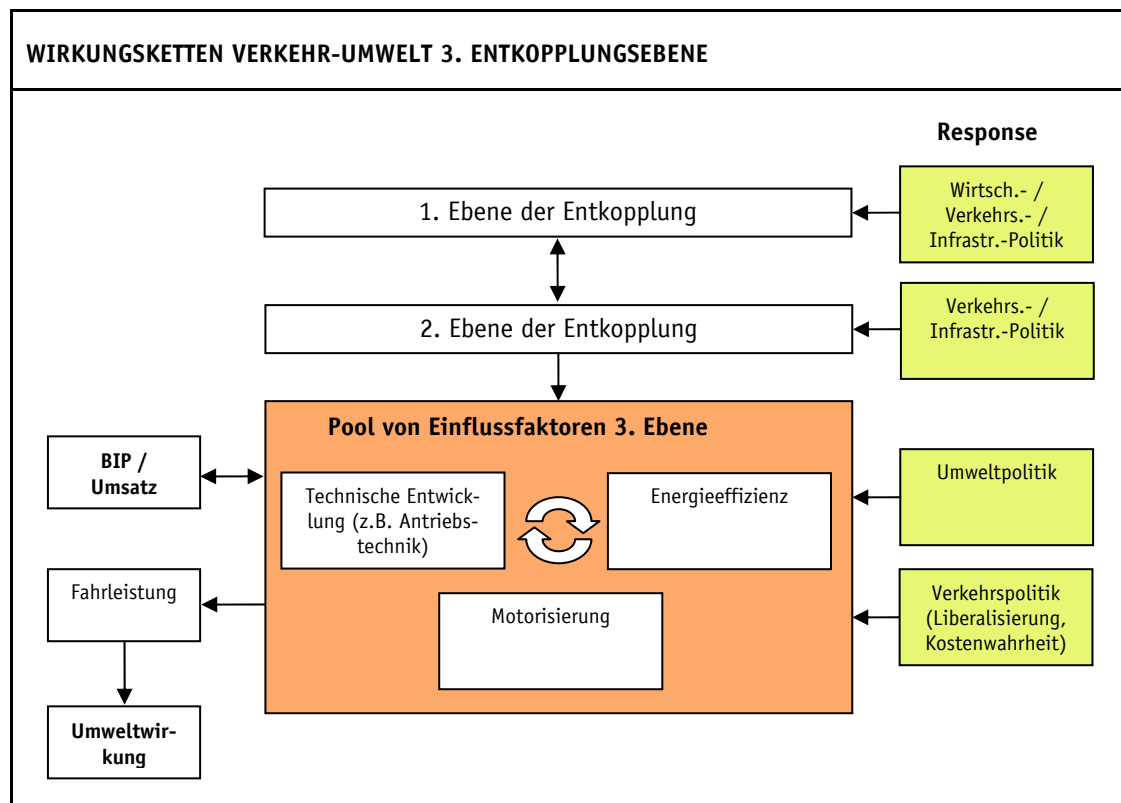 WIRKUNGSKETTEN VERKEHR-UMWELT 3. ENTKOPPLUNGSEBENE
Response
1. Ebene der Entkopplung
Wirtsch.- /
Verkehrs.- /
Infrastr.-Politik
2. Ebene der Entkopplung
Verkehrs.- /
Infrastr.-Politik
Pool von Einflussfaktoren 3. Ebene
BIP /
Umsatz
Technische Entwick-
lung (z.B. Antriebs-
technik)
Energieeffizienz
Umweltpolitik
Fahrleistung
Motorisierung
Verkehrspolitik
(Liberalisierung,
Kostenwahrheit)
Umweltwir-
kung